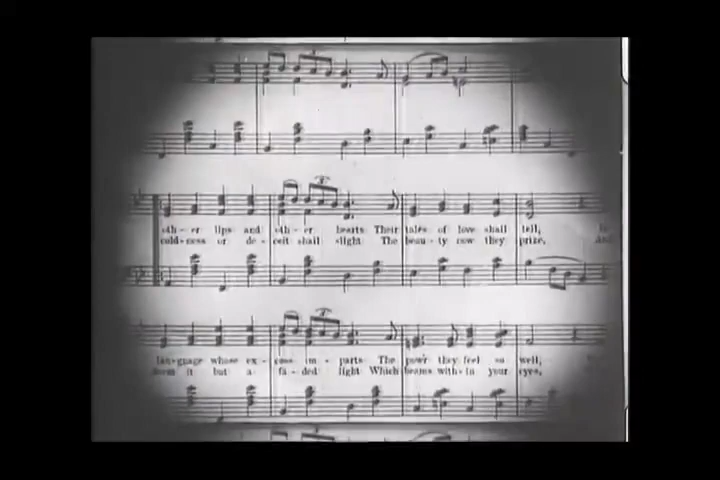 oth-er lips and oth-er hearts Their tales of love shall tell,
cold-ness or de-ceit shall slight The beau-ty now they prize, And
lan-guage whose ex-cess im-parts The pow'r they feel so well,
deem it but a fa-ded light Which beams with-in your eyes,